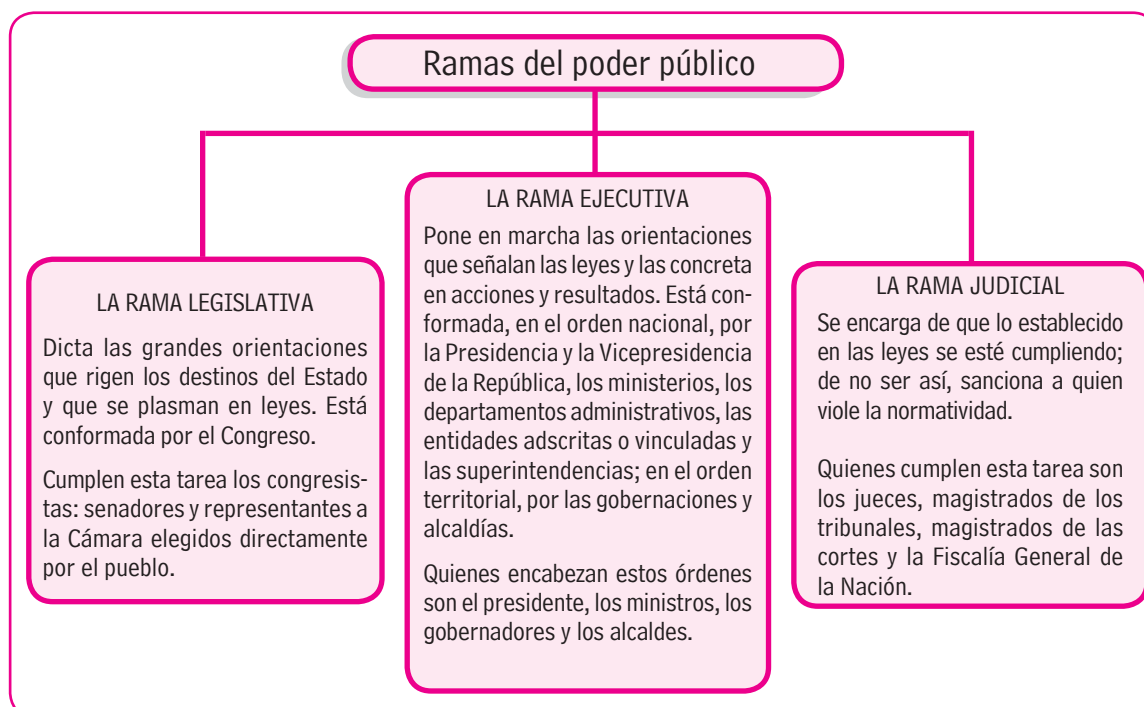 Ramas del poder público
LA RAMA LEGISLATIVA
Dicta las grandes orientaciones
que rigen los destinos del Estado
y que se plasman en leyes. Está
conformada por el Congreso.
Cumplen esta tarea los congresis-
tas: senadores y representantes a
la Cámara elegidos directamente
por el pueblo.
LA RAMA EJECUTIVA
Pone en marcha las orientaciones
que señalan las leyes y las concreta
en acciones y resultados. Está con-
formada, en el orden nacional, por
la Presidencia y la Vicepresidencia
de la República, los ministerios, los
departamentos administrativos, las
entidades adscritas o vinculadas y
las superintendencias; en el orden
territorial, por las gobernaciones y
alcaldías.
Quienes encabezan estos órdenes
son el presidente, los ministros, los
gobernadores y los alcaldes.
LA RAMA JUDICIAL
Se encarga de que lo establecido
en las leyes se esté cumpliendo;
de no ser así, sanciona a quien
viole la normatividad.
Quienes cumplen esta tarea son
los jueces, magistrados de los
tribunales, magistrados de las
cortes y la Fiscalía General de
la Nación.